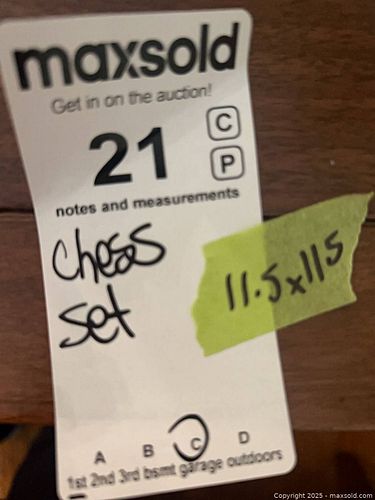 maxsold
Get in on the auction!
21
C
P
notes and measurements
Chess
set
11.5x11.5
A B C D
1st 2nd 3rd bsmt garage outdoors
Copyright 2025 - maxsold.com